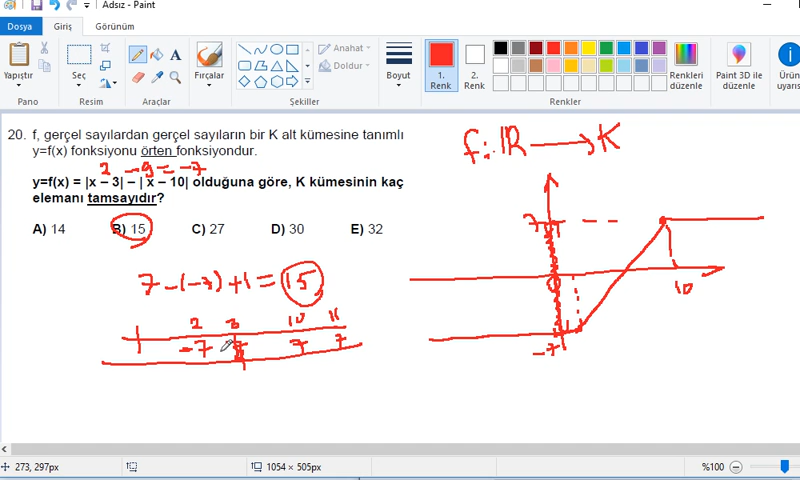 Adsız - Paint
Dosya Giriş Görünüm
Yapıştır Seç A Fırçalar Anahat Doldur Boyut 1. Renk 2. Renk Renkleri düzenle Paint 3D ile düzenle Ürün uyarıs
Pano Resim Araçlar Şekiller Renkler
20. f, gerçel sayılardan gerçel sayıların bir K alt kümesine tanımlı
y=f(x) fonksiyonu örten fonksiyondur.
2 -9 = -7
y=f(x) = |x – 3| – | x – 10| olduğuna göre, K kümesinin kaç
elemanı tamsayıdır?
A) 14 B) 15 C) 27 D) 30 E) 32
7 -(-7) +1 = 15
2 3 10 11
-7 7 7
f: IR → K
7
10
-7
273, 297px 1054 × 505px %100